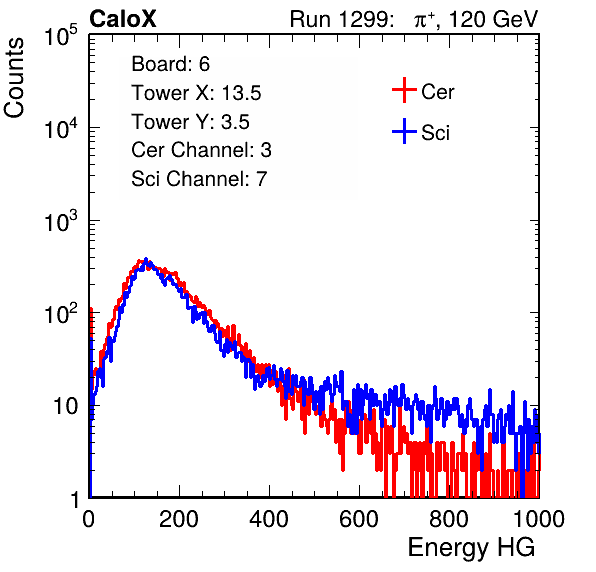 CaloX Run 1299: π⁺, 120 GeV
Counts
10⁵
10⁴
10³
10²
10
1
Board: 6
Tower X: 13.5
Tower Y: 3.5
Cer Channel: 3
Sci Channel: 7
Cer
Sci
0 200 400 600 800 1000
Energy HG